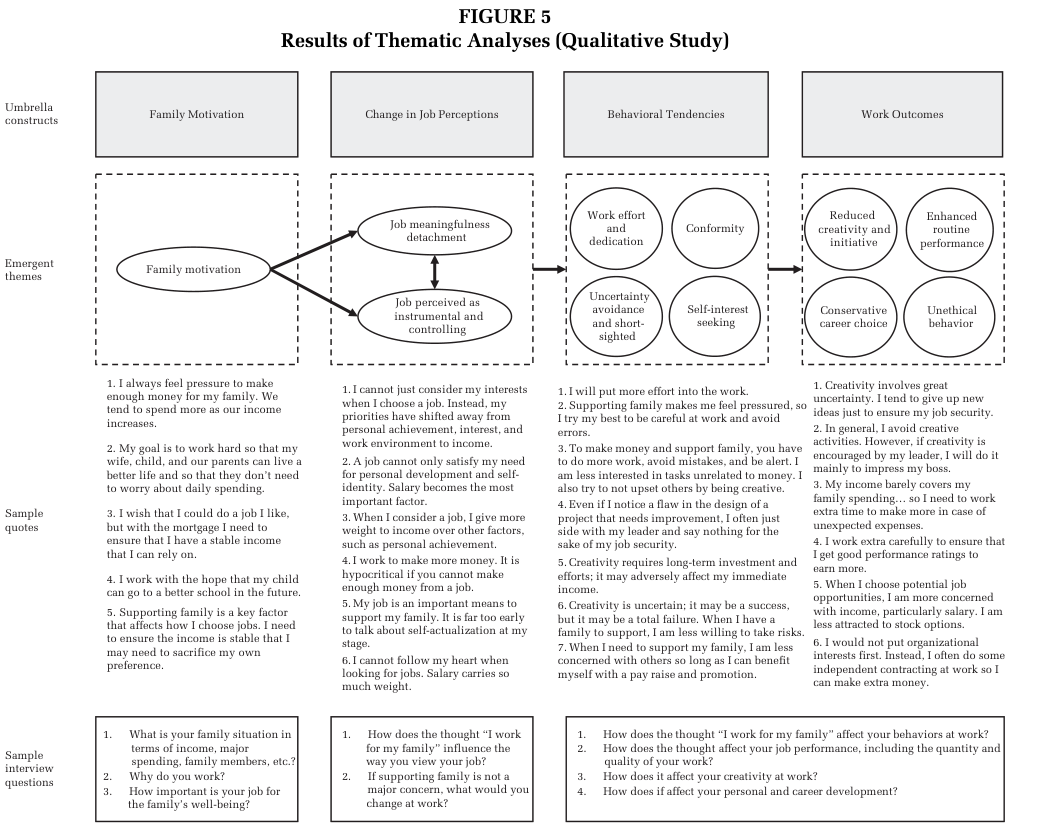 FIGURE 5
Results of Thematic Analyses (Qualitative Study)
Umbrella
constructs
Family Motivation
Change in Job Perceptions
Behavioral Tendencies
Work Outcomes
Emergent
themes
Family motivation
Job meaningfulness
detachment
Job perceived as
instrumental and
controlling
Work effort
and
dedication
Conformity
Uncertainty
avoidance
and short-
sighted
Self-interest
seeking
Reduced
creativity and
initiative
Enhanced
routine
performance
Conservative
career choice
Unethical
behavior
Sample
quotes
1. I always feel pressure to make
enough money for my family. We
tend to spend more as our income
increases.
2. My goal is to work hard so that my
wife, child, and our parents can live a
better life and so that they don’t need
to worry about daily spending.
3. I wish that I could do a job I like,
but with the mortgage I need to
ensure that I have a stable income
that I can rely on.
4. I work with the hope that my child
can go to a better school in the future.
5. Supporting family is a key factor
that affects how I choose jobs. I need
to ensure the income is stable that I
may need to sacrifice my own
preference.
1. I cannot just consider my interests
when I choose a job. Instead, my
priorities have shifted away from
personal achievement, interest, and
work environment to income.
2. A job cannot only satisfy my need
for personal development and self-
identity. Salary becomes the most
important factor.
3. When I consider a job, I give more
weight to income over other factors,
such as personal achievement.
4. I work to make more money. It is
hypocritical if you cannot make
enough money from a job.
5. My job is an important means to
support my family. It is far too early
to talk about self-actualization at my
stage.
6. I cannot follow my heart when
looking for jobs. Salary carries so
much weight.
1. I will put more effort into the work.
2. Supporting family makes me feel pressured, so
I try my best to be careful at work and avoid
errors.
3. To make money and support family, you have
to do more work, avoid mistakes, and be alert. I
am less interested in tasks unrelated to money. I
also try to not upset others by being creative.
4. Even if I notice a flaw in the design of a
project that needs improvement, I often just
side with my leader and say nothing for the
sake of my job security.
5. Creativity requires long-term investment and
efforts; it may adversely affect my immediate
income.
6. Creativity is uncertain; it may be a success,
but it may be a total failure. When I have a
family to support, I am less willing to take risks.
7. When I need to support my family, I am less
concerned with others so long as I can benefit
myself with a pay raise and promotion.
1. Creativity involves great
uncertainty. I tend to give up new
ideas just to ensure my job security.
2. In general, I avoid creative
activities. However, if creativity is
encouraged by my leader, I will do it
mainly to impress my boss.
3. My income barely covers my
family spending... so I need to work
extra time to make more in case of
unexpected expenses.
4. I work extra carefully to ensure that
I get good performance ratings to
earn more.
5. When I choose potential job
opportunities, I am more concerned
with income, particularly salary. I am
less attracted to stock options.
6. I would not put organizational
interests first. Instead, I often do some
independent contracting at work so I
can make extra money.
Sample
interview
questions
1. What is your family situation in
terms of income, major
spending, family members, etc.?
2. Why do you work?
3. How important is your job for
the family’s well-being?
1. How does the thought “I work
for my family” influence the
way you view your job?
2. If supporting family is not a
major concern, what would you
change at work?
1. How does the thought “I work for my family” affect your behaviors at work?
2. How does the thought affect your job performance, including the quantity and
quality of your work?
3. How does it affect your creativity at work?
4. How does if affect your personal and career development?